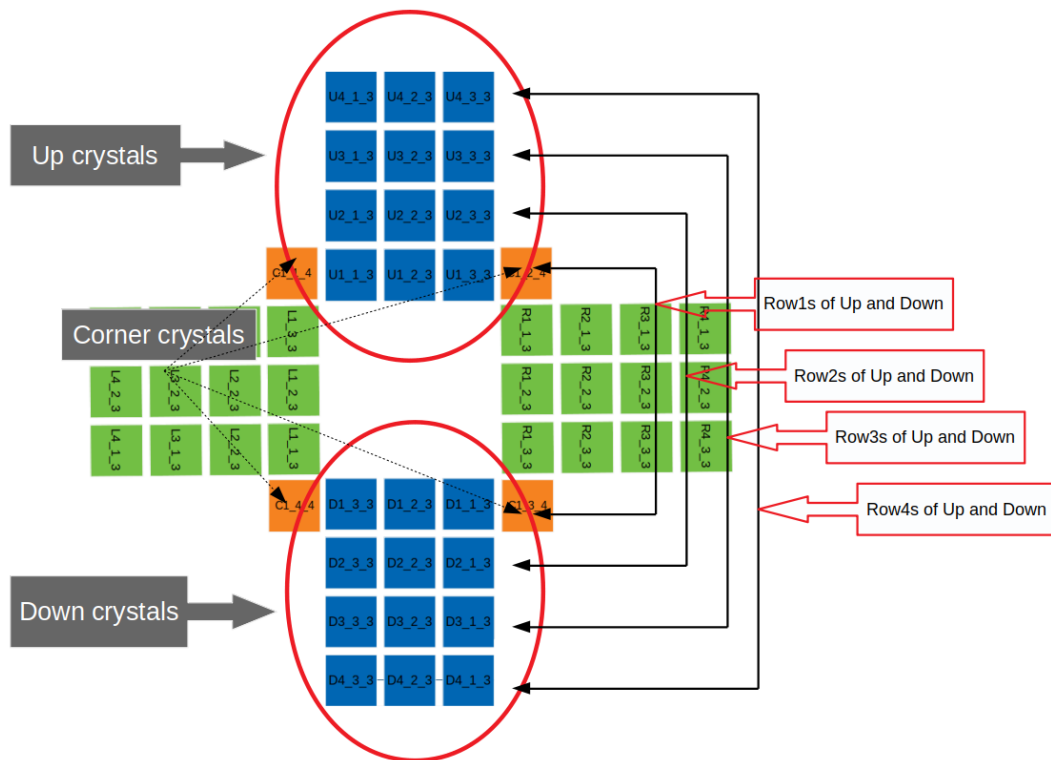 U4_1_3 U4_2_3 U4_3_3
Up crystals
U3_1_3 U3_2_3 U3_3_3
U2_1_3 U2_2_3 U2_3_3
U1_1_3 U1_2_3 U1_3_3
Row1s of Up and Down
Corner crystals
L1_3_3 R1_1_3 R2_1_3 R3_1_3 R4_1_3
Row2s of Up and Down
L4_2_3 L3_2_3 L2_2_3 L1_2_3 R1_2_3 R2_2_3 R3_2_3 R4_2_3
Row3s of Up and Down
L4_1_3 L3_1_3 L1_1_3 R1_3_3 R2_3_3 R3_3_3 R4_3_3
C1_4_4 D1_3_3 D1_2_3 D1_1_3 C1_3_4
Row4s of Up and Down
D2_3_3 D2_2_3 D2_1_3
Down crystals
D3_3_3 D3_2_3 D3_1_3
D4_3_3 D4_2_3 D4_1_3